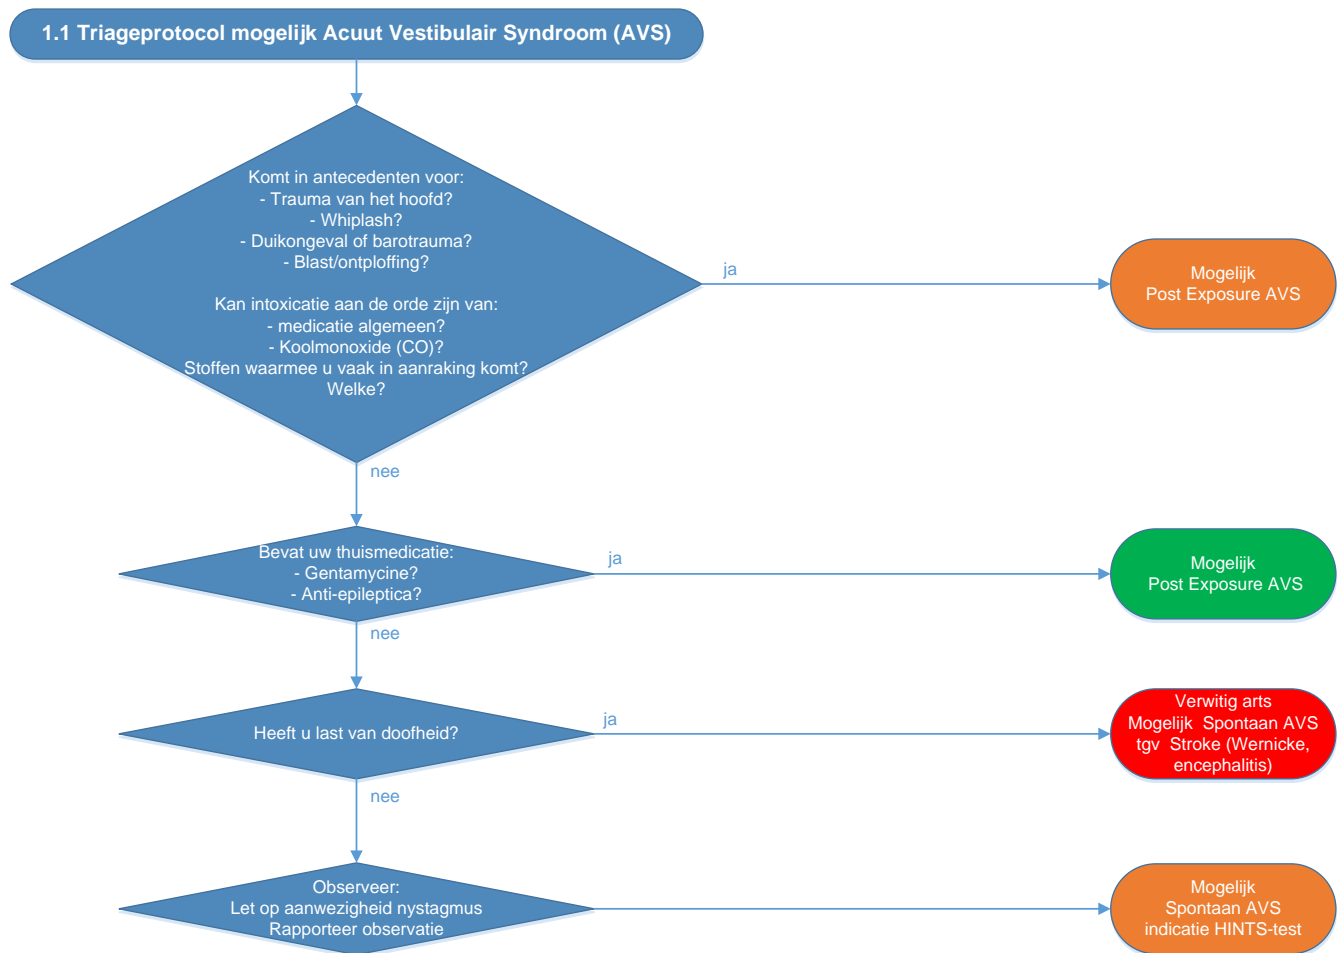 1.1 Triageprotocol mogelijk Acuut Vestibulair Syndroom (AVS)
Komt in antecedenten voor:
- Trauma van het hoofd?
- Whiplash?
- Duikongeval of barotrauma?
- Blast/ontploffing?
Kan intoxicatie aan de orde zijn van:
- medicatie algemeen?
- Koolmonoxide (CO)?
Stoffen waarmee u vaak in aanraking komt?
Welke?
ja
Mogelijk
Post Exposure AVS
nee
Bevat uw thuismedicatie:
- Gentamycine?
- Anti-epileptica?
ja
Mogelijk
Post Exposure AVS
nee
Heeft u last van doofheid?
ja
Verwitig arts
Mogelijk Spontaan AVS
tgv Stroke (Wernicke,
encephalitis)
nee
Observeer:
Let op aanwezigheid nystagmus
Rapporteer observatie
Mogelijk
Spontaan AVS
indicatie HINTS-test